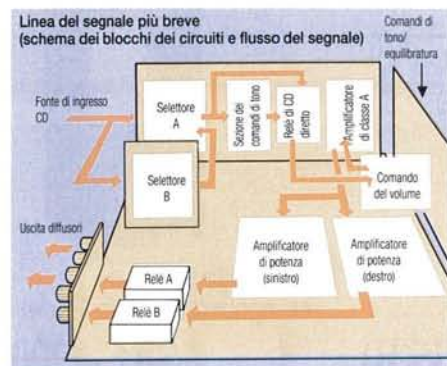 Linea del segnale più breve
(schema dei blocchi dei circuiti e flusso del segnale)
Comandi di
tono/
equilibratura
Fonte di ingresso
CD
Selettore
A
Sezione dei
comandi di tono
Relè di CD
diretto
Amplificatore
di classe A
Selettore
B
Comando
del volume
Uscita diffusori
Amplificatore
di potenza
(sinistro)
Amplificatore
di potenza
(destro)
Relè A
Relè B